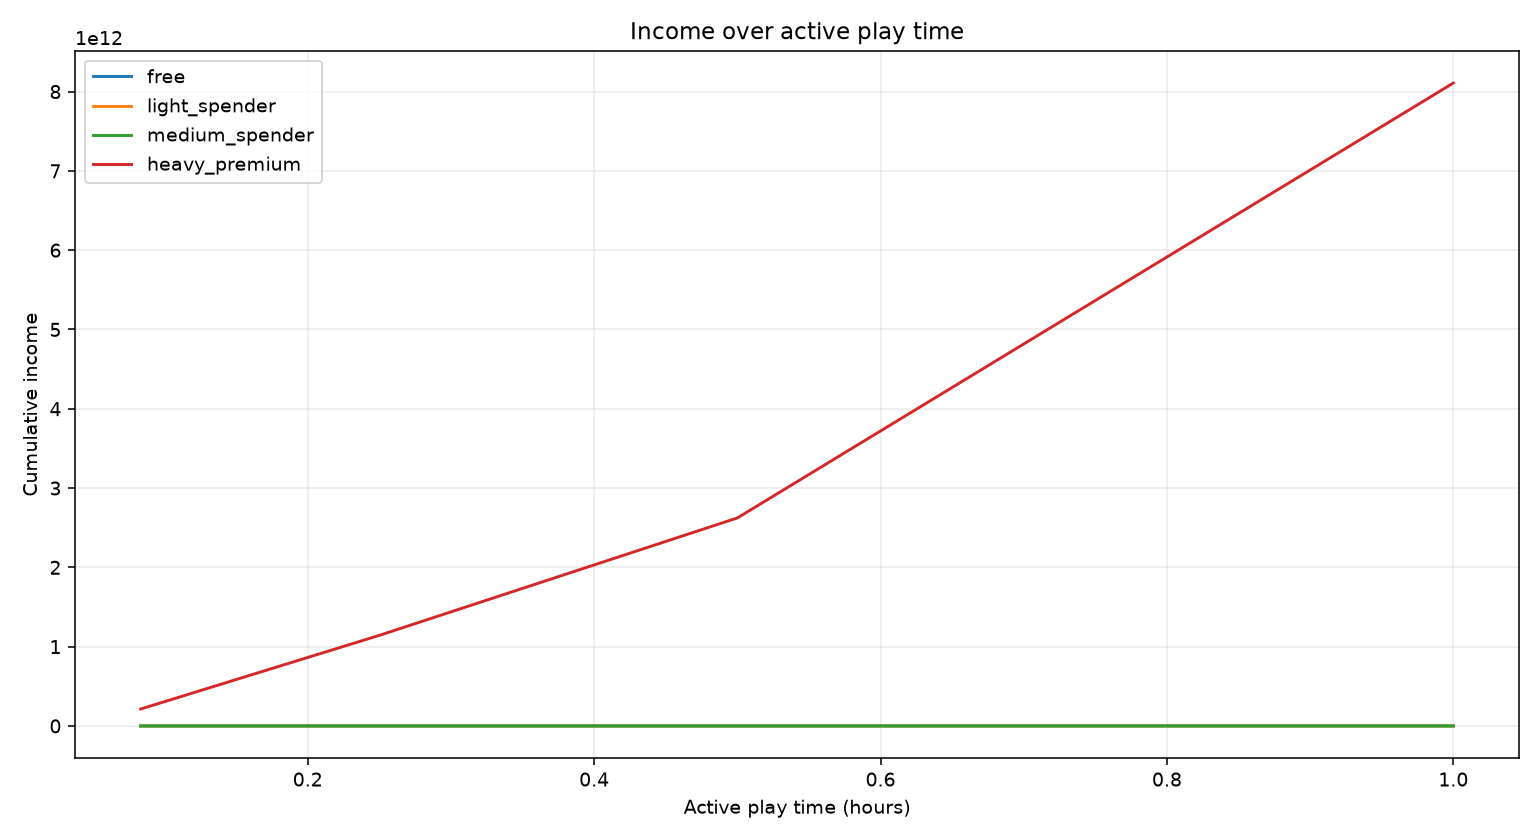 Income over active play time
1e12
free
light_spender
medium_spender
heavy_premium
8
7
6
5
4
3
2
1
0
Cumulative income
0.2
0.4
0.6
0.8
1.0
Active play time (hours)